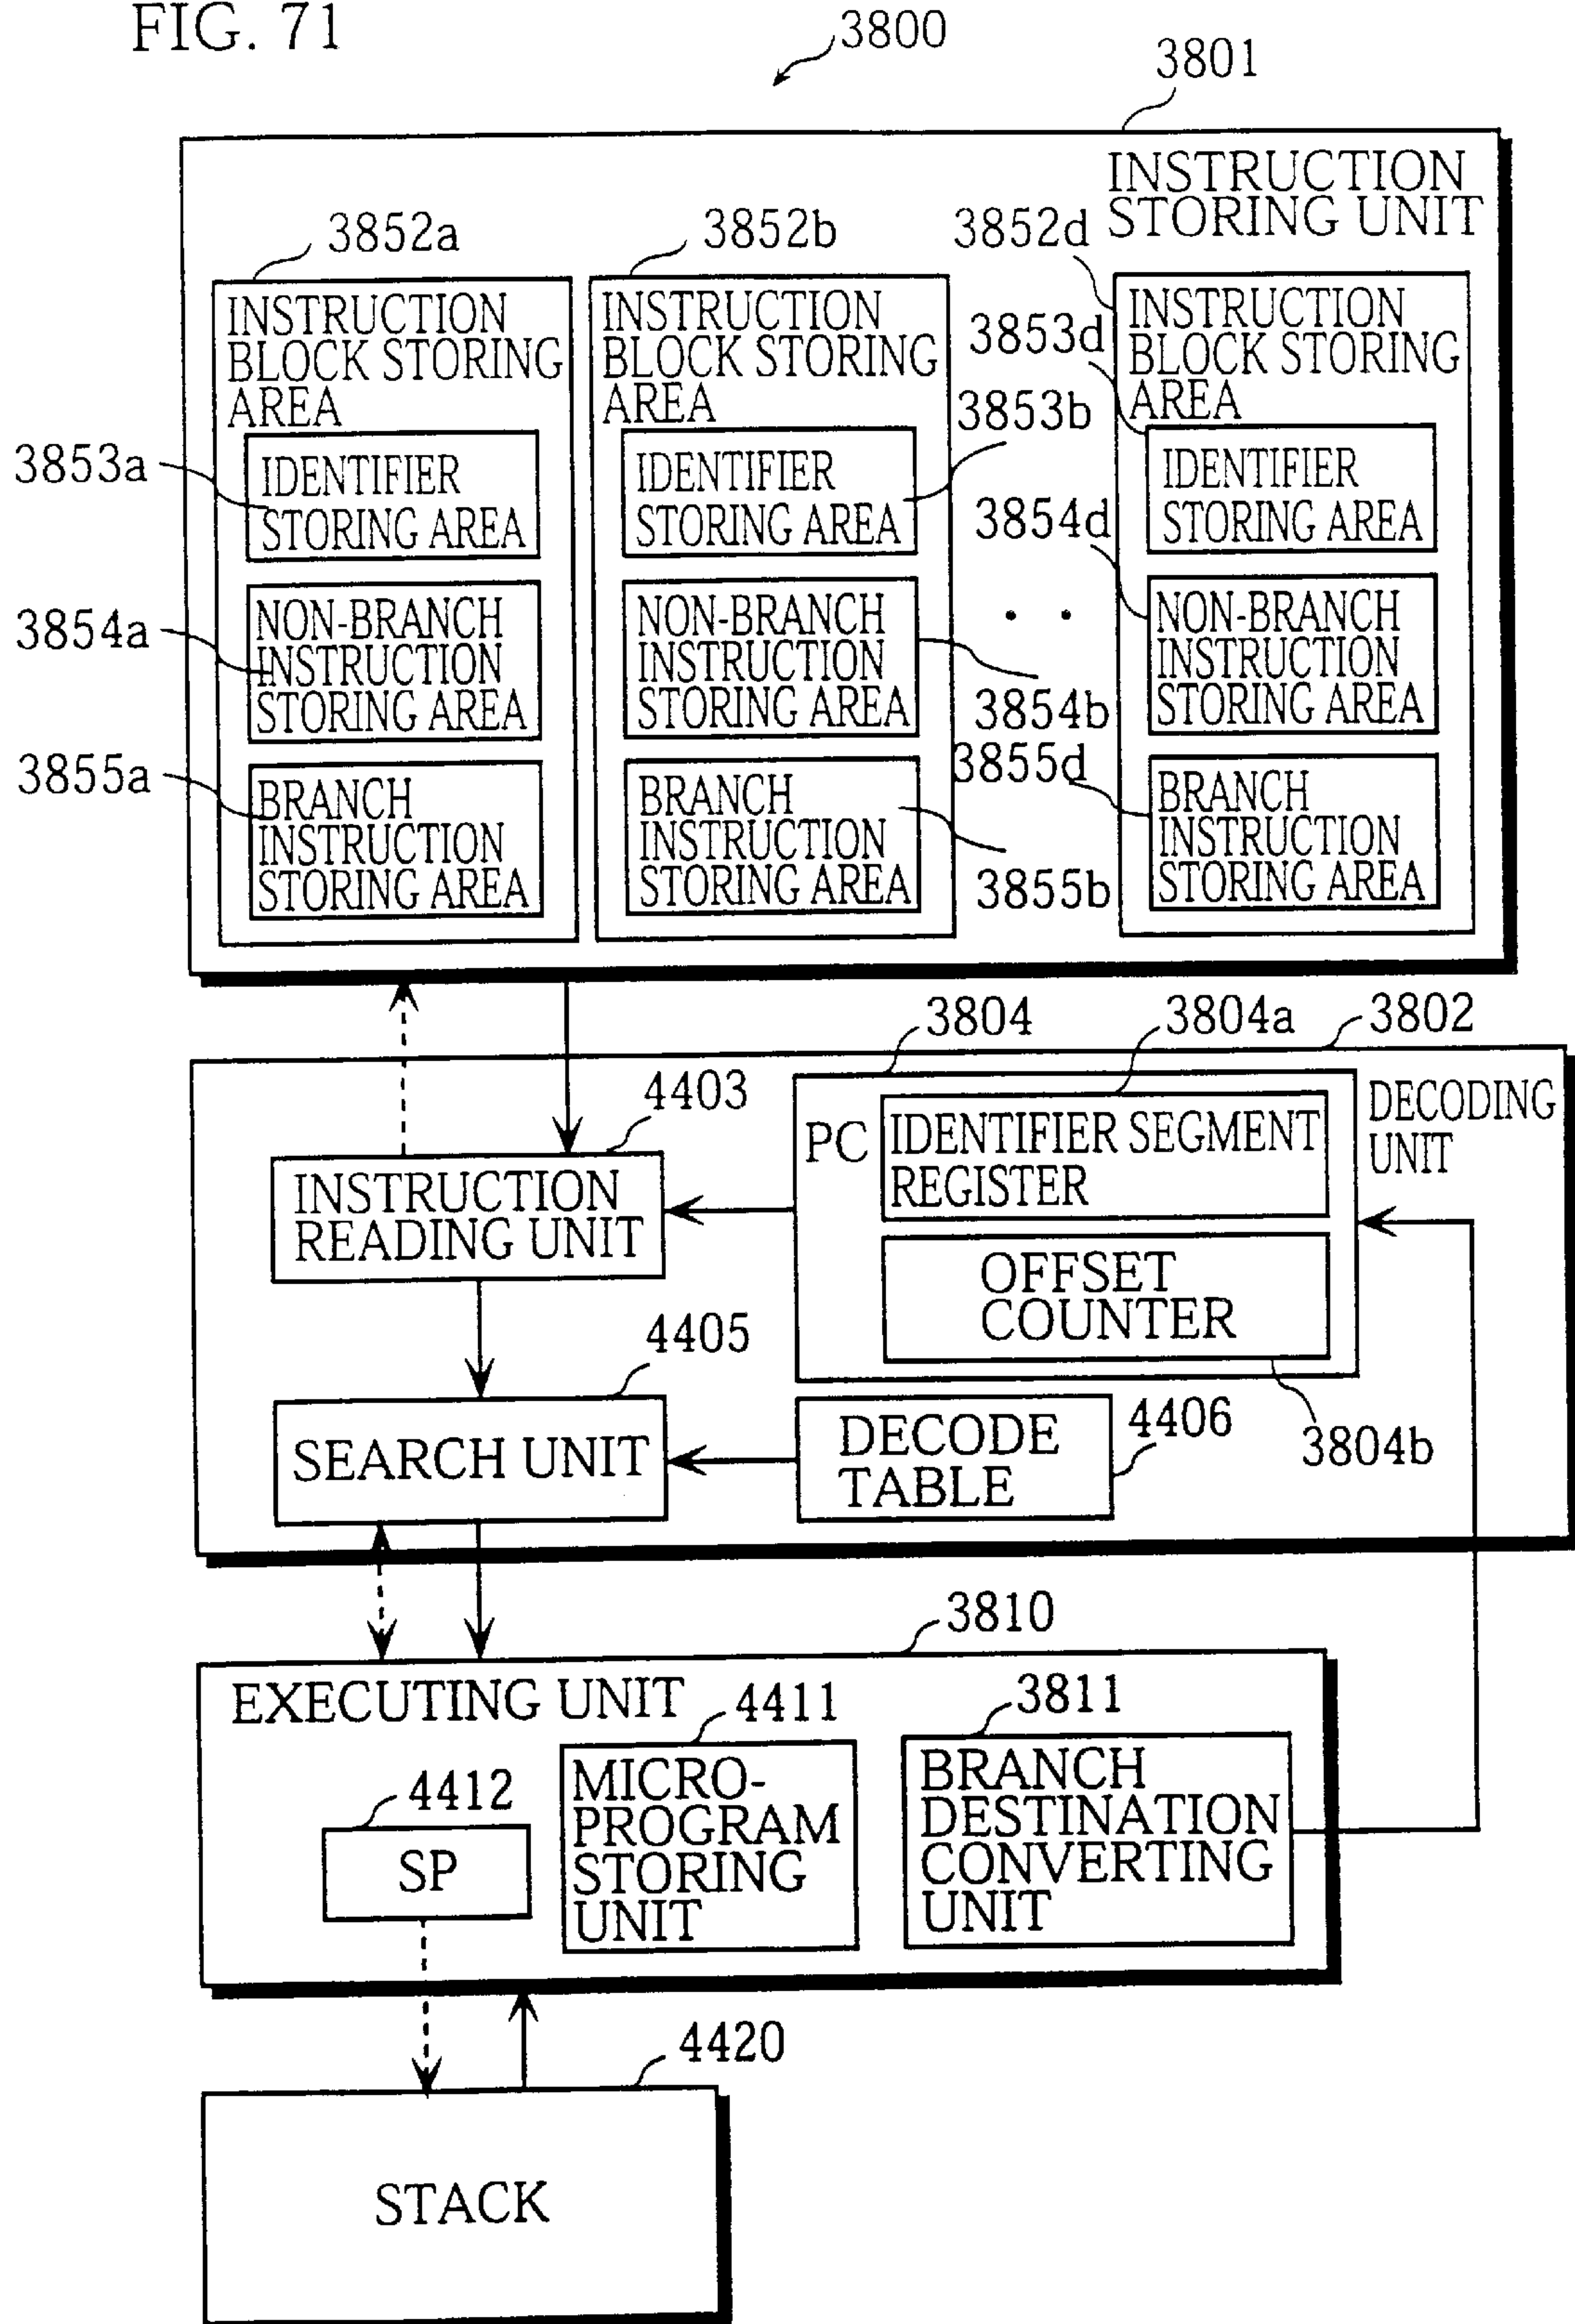 FIG. 71
3800
3801
INSTRUCTION
STORING UNIT
3852a
3852b
3852d
INSTRUCTION
BLOCK STORING
AREA
INSTRUCTION
BLOCK STORING
AREA
INSTRUCTION
BLOCK STORING
AREA
3853a
IDENTIFIER
STORING AREA
3853b
IDENTIFIER
STORING AREA
3853d
IDENTIFIER
STORING AREA
3854a
NON-BRANCH
INSTRUCTION
STORING AREA
3854b
NON-BRANCH
INSTRUCTION
STORING AREA
. .
3854d
NON-BRANCH
INSTRUCTION
STORING AREA
3855a
BRANCH
INSTRUCTION
STORING AREA
3855b
BRANCH
INSTRUCTION
STORING AREA
3855d
BRANCH
INSTRUCTION
STORING AREA
3804
3804a
3802
DECODING
UNIT
4403
INSTRUCTION
READING UNIT
PC
IDENTIFIER SEGMENT
REGISTER
OFFSET
COUNTER
3804b
4405
SEARCH UNIT
DECODE
TABLE
4406
3810
EXECUTING UNIT
4412
SP
4411
MICRO-
PROGRAM
STORING
UNIT
3811
BRANCH
DESTINATION
CONVERTING
UNIT
4420
STACK